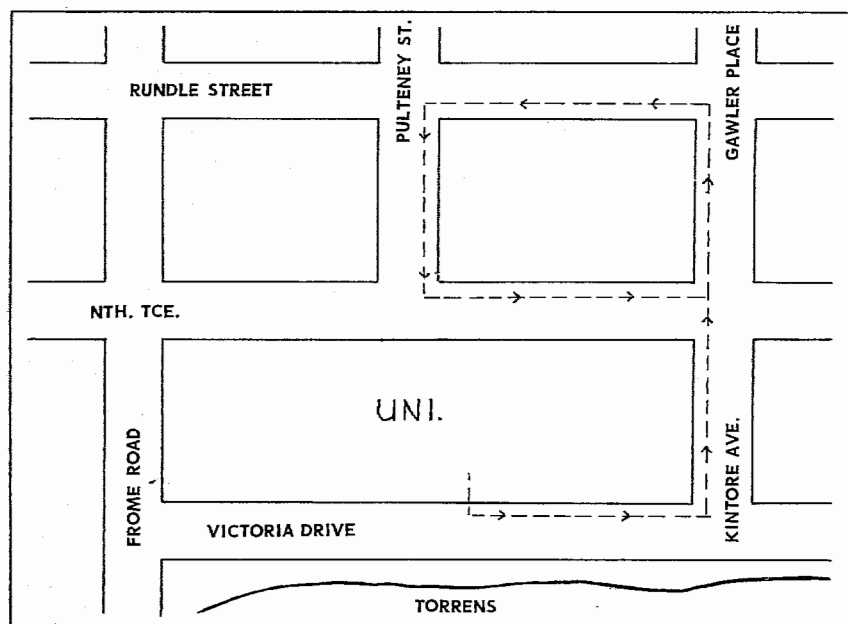 RUNDLE STREET
PULTENEY ST.
GAWLER PLACE
NTH. TCE.
UNI.
FROME ROAD
KINTORE AVE.
VICTORIA DRIVE
TORRENS